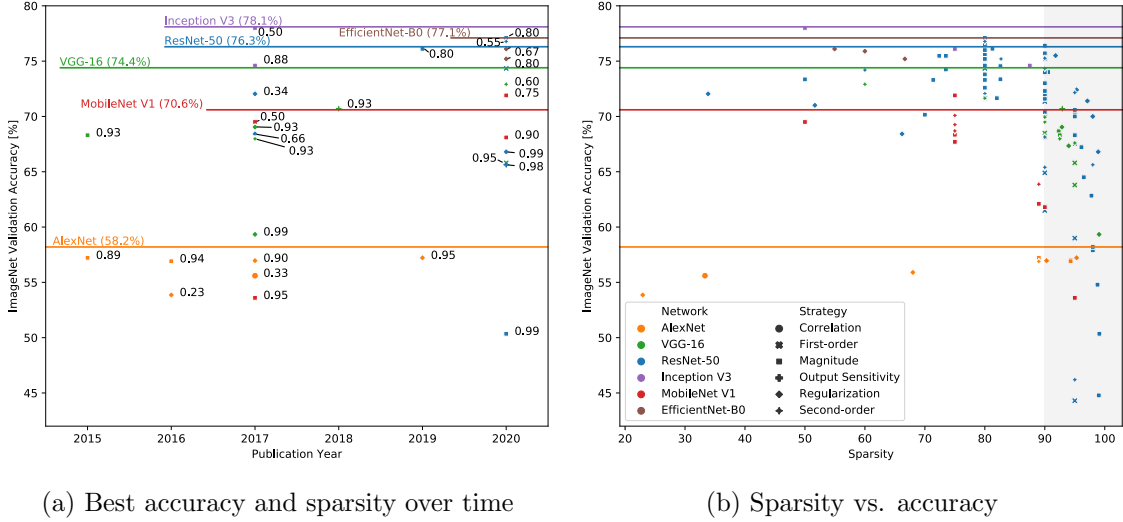 80
75
70
65
60
55
50
45
ImageNet Validation Accuracy [%]
2015
2016
2017
2018
2019
2020
Publication Year
Inception V3 (78.1%)
EfficientNet-B0 (77.1%)
ResNet-50 (76.3%)
VGG-16 (74.4%)
MobileNet V1 (70.6%)
AlexNet (58.2%)
0.50
0.80
0.55
0.80
0.67
0.80
0.88
0.60
0.34
0.75
0.93
0.50
0.93
0.93
0.66
0.90
0.93
0.99
0.95
0.98
0.99
0.89
0.94
0.90
0.95
0.33
0.23
0.95
0.99
(a) Best accuracy and sparsity over time
80
75
70
65
60
55
50
45
ImageNet Validation Accuracy [%]
20
30
40
50
60
70
80
90
100
Sparsity
Network
AlexNet
VGG-16
ResNet-50
Inception V3
MobileNet V1
EfficientNet-B0
Strategy
Correlation
First-order
Magnitude
Output Sensitivity
Regularization
Second-order
(b) Sparsity vs. accuracy